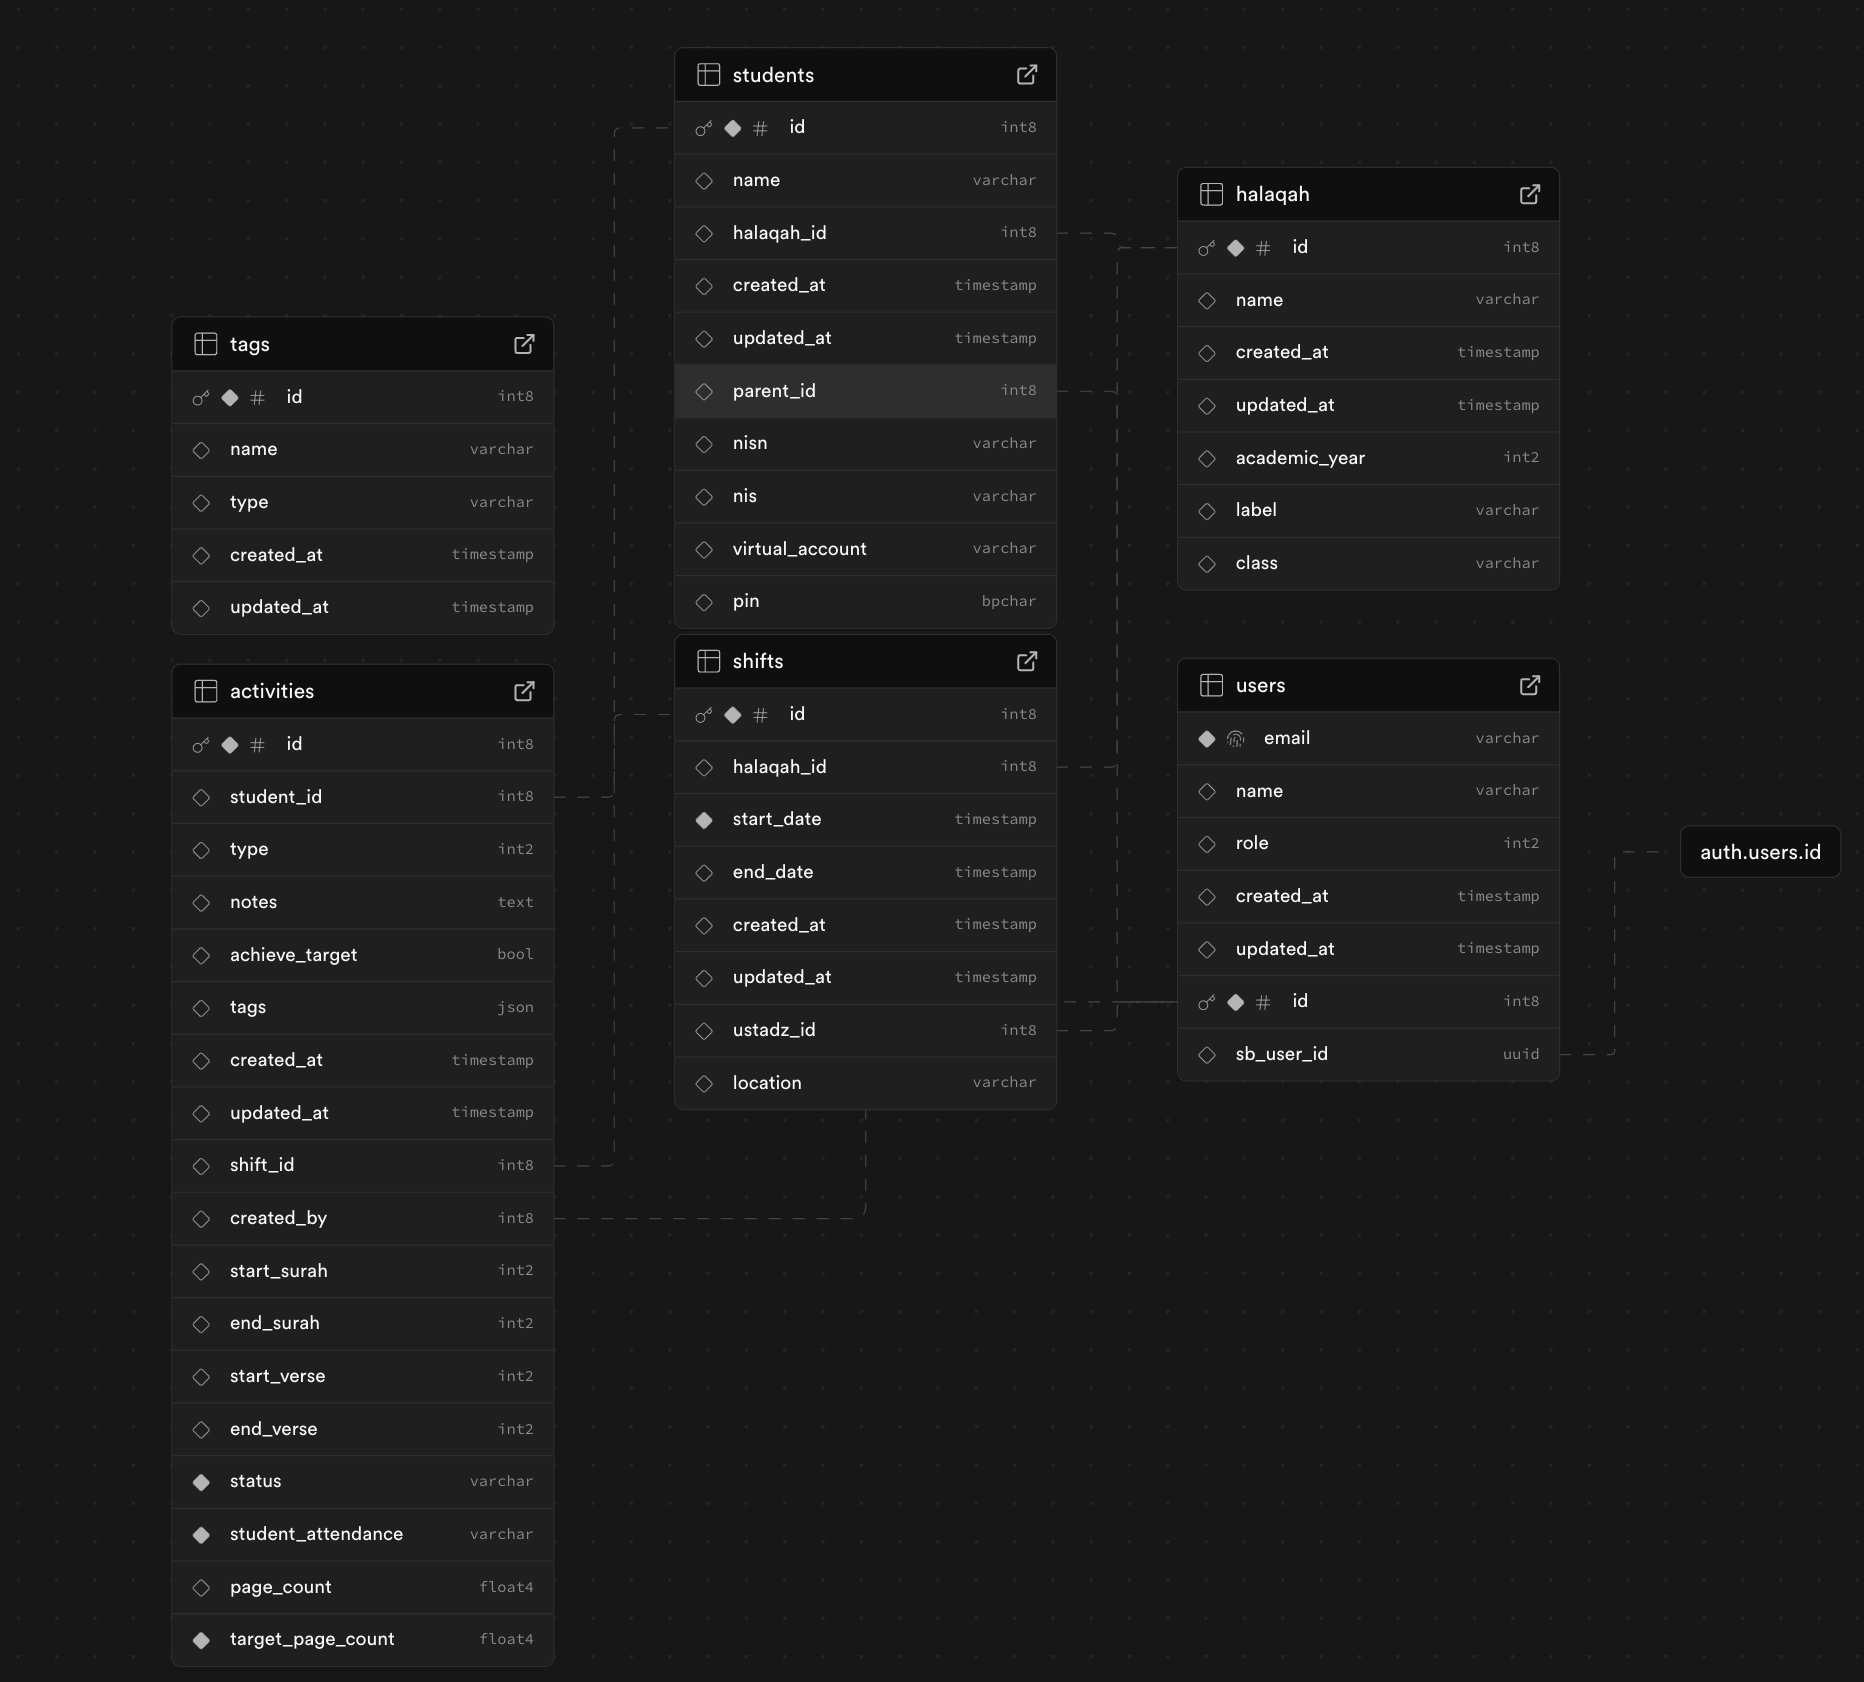 students
id int8
name varchar
halaqah_id int8
created_at timestamp
updated_at timestamp
parent_id int8
nisn varchar
nis varchar
virtual_account varchar
pin bpchar
halaqah
id int8
name varchar
created_at timestamp
updated_at timestamp
academic_year int2
label varchar
class varchar
tags
id int8
name varchar
type varchar
created_at timestamp
updated_at timestamp
shifts
id int8
halaqah_id int8
start_date timestamp
end_date timestamp
created_at timestamp
updated_at timestamp
ustadz_id int8
location varchar
users
email varchar
name varchar
role int2
created_at timestamp
updated_at timestamp
id int8
sb_user_id uuid
auth.users.id
activities
id int8
student_id int8
type int2
notes text
achieve_target bool
tags json
created_at timestamp
updated_at timestamp
shift_id int8
created_by int8
start_surah int2
end_surah int2
start_verse int2
end_verse int2
status varchar
student_attendance varchar
page_count float4
target_page_count float4